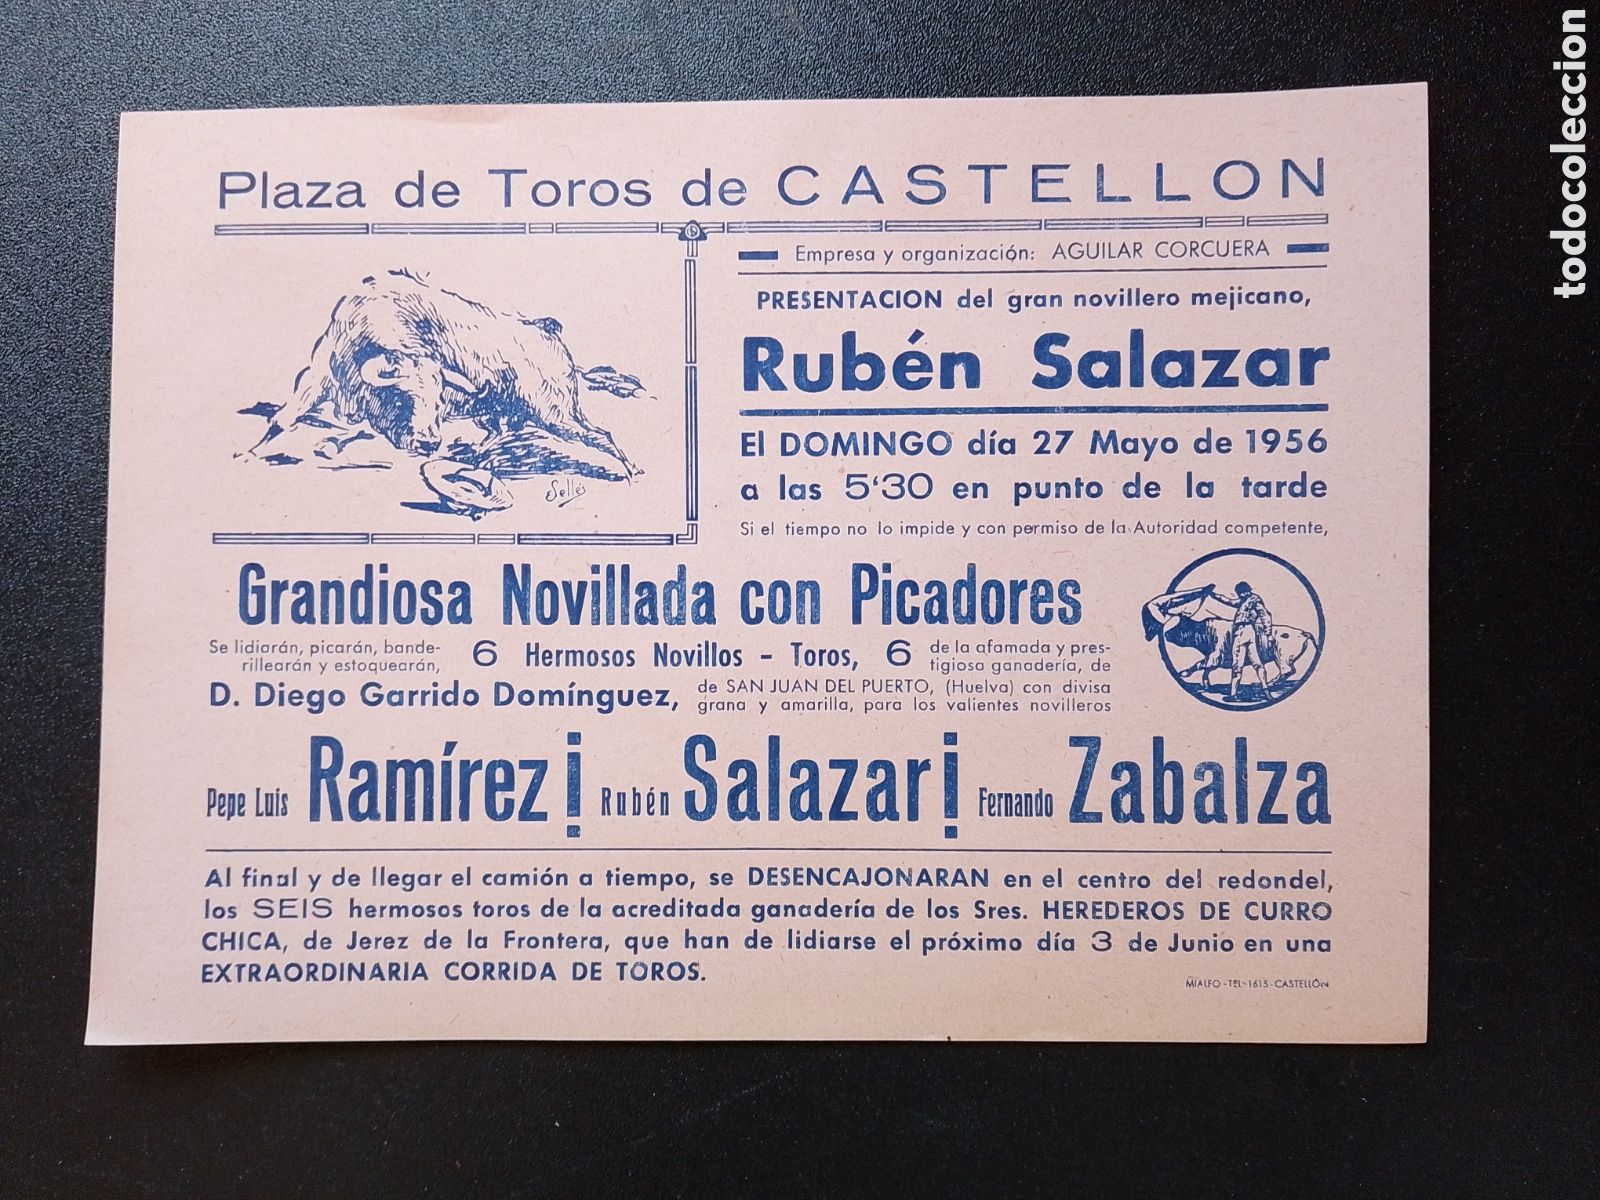 Plaza de Toros de CASTELLON
Empresa y organización: AGUILAR CORCUERA
PRESENTACION del gran novillero mejicano,
Rubén Salazar
El DOMINGO día 27 Mayo de 1956
a las 5'30 en punto de la tarde
Si el tiempo no lo impide y con permiso de la Autoridad competente,
Sellés
Grandiosa Novillada con Picadores
Se lidiarán, picarán, bande-
rillearán y estoquearán,
6 Hermosos Novillos - Toros, 6
de la afamada y pres-
tigiosa ganadería, de
D. Diego Garrido Domínguez,
de SAN JUAN DEL PUERTO, (Huelva) con divisa
grana y amarilla, para los valientes novilleros
Pepe Luis Ramírez ¡ Rubén Salazar ¡ Fernando Zabalza
Al final y de llegar el camión a tiempo, se DESENCAJONARAN en el centro del redondel,
los SEIS hermosos toros de la acreditada ganadería de los Sres. HEREDEROS DE CURRO
CHICA, de Jerez de la Frontera, que han de lidiarse el próximo día 3 de Junio en una
EXTRAORDINARIA CORRIDA DE TOROS.
MIALFO - TEL - 1615 - CASTELLÓN
todocoleccion